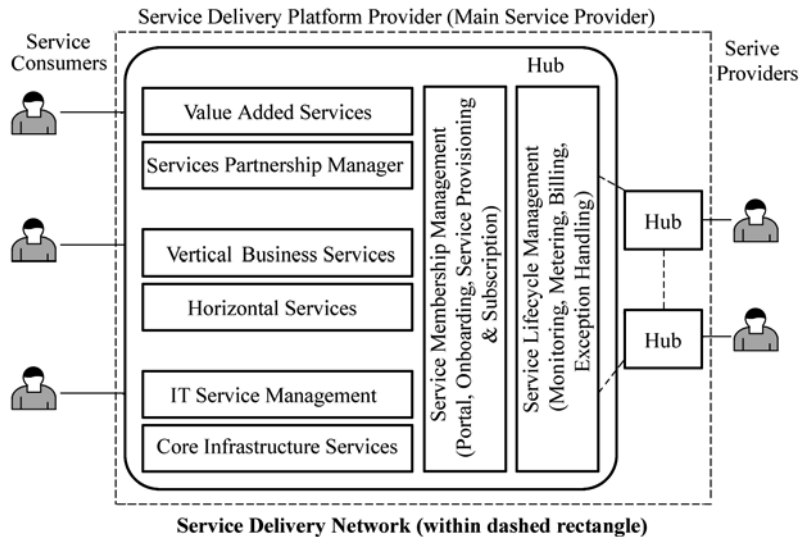 Service Delivery Platform Provider (Main Service Provider)
Service
Consumers
Serive
Providers
Hub
Value Added Services
Services Partnership Manager
Vertical Business Services
Horizontal Services
IT Service Management
Core Infrastructure Services
Service Membership Management
(Portal, Onboarding, Service Provisioning
& Subscription)
Service Lifecycle Management
(Monitoring, Metering, Billing,
Exception Handling)
Hub
Hub
Service Delivery Network (within dashed rectangle)